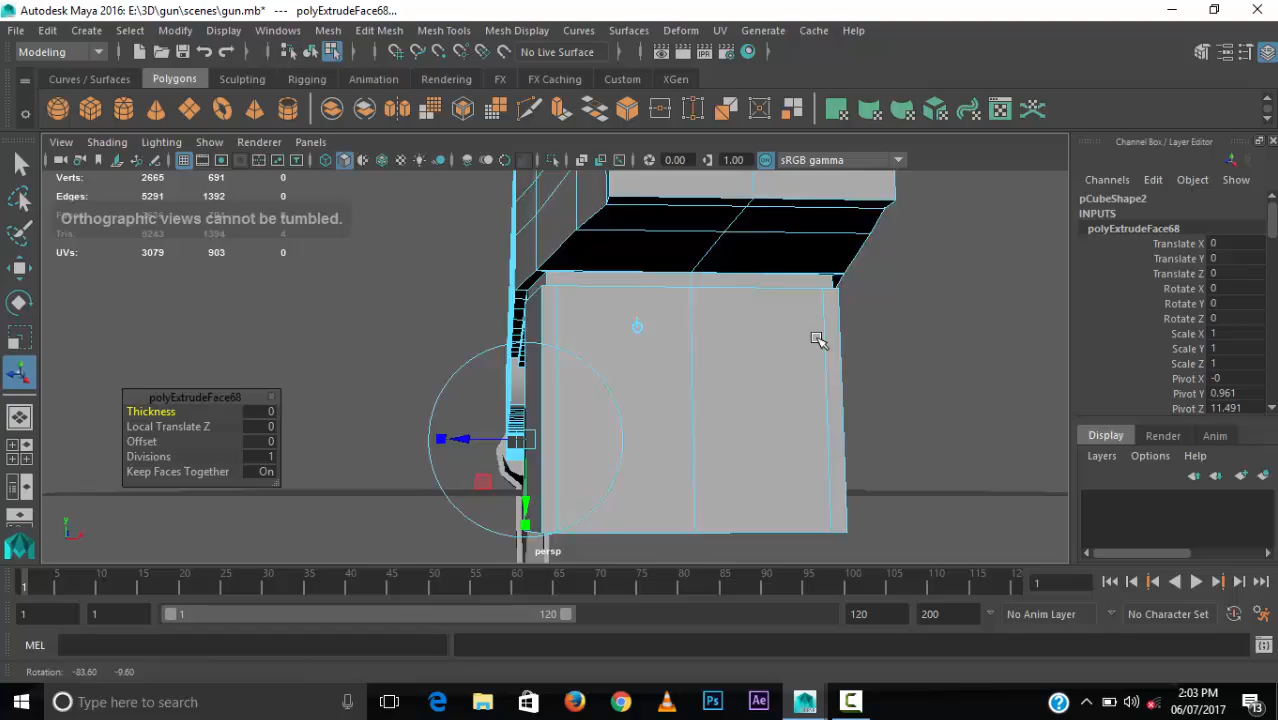 Autodesk Maya 2016: E:\3D\gun\scenes\gun.mb* --- polyExtrudeFace68...
File Edit Create Select Modify Display Windows Mesh Edit Mesh Mesh Tools Mesh Display Curves Surfaces Deform UV Generate Cache Help
Modeling No Live Surface
Curves / Surfaces Polygons Sculpting Rigging Animation Rendering FX FX Caching Custom XGen
View Shading Lighting Show Renderer Panels
0.00 1.00 sRGB gamma
Channel Box / Layer Editor
Channels Edit Object Show
Verts: 2665 691 0
Edges: 5291 1392 0
Orthographic views cannot be tumbled.
Tris: 5243 1394 4
UVs: 3079 903 0
pCubeShape2
INPUTS
polyExtrudeFace68
Translate X 0
Translate Y 0
Translate Z 0
Rotate X 0
Rotate Y 0
Rotate Z 0
Scale X 1
Scale Y 1
Scale Z 1
Pivot X -0
Pivot Y 0.961
Pivot Z 11.491
polyExtrudeFace68
Thickness 0
Local Translate Z 0
Offset 0
Divisions 1
Keep Faces Together On
Display Render Anim
Layers Options Help
y
persp
5 10 15 20 25 30 35 40 45 50 55 60 65 70 75 80 85 90 95 100 105 110 115 12
1 1
1 1 1 120 120 200 No Anim Layer No Character Set
MEL
Rotation: -83.60 -9.60
Type here to search
2:03 PM
06/07/2017
13